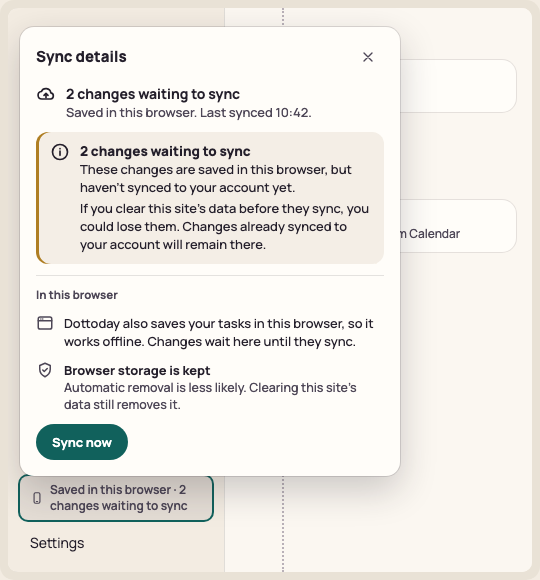 Sync details
2 changes waiting to sync
Saved in this browser. Last synced 10:42.
2 changes waiting to sync
These changes are saved in this browser, but
haven't synced to your account yet.
If you clear this site's data before they sync, you
could lose them. Changes already synced to
your account will remain there.
In this browser
Dottoday also saves your tasks in this browser, so it
works offline. Changes wait here until they sync.
Browser storage is kept
Automatic removal is less likely. Clearing this site's
data still removes it.
Sync now
Calendar
Saved in this browser · 2
changes waiting to sync
Settings